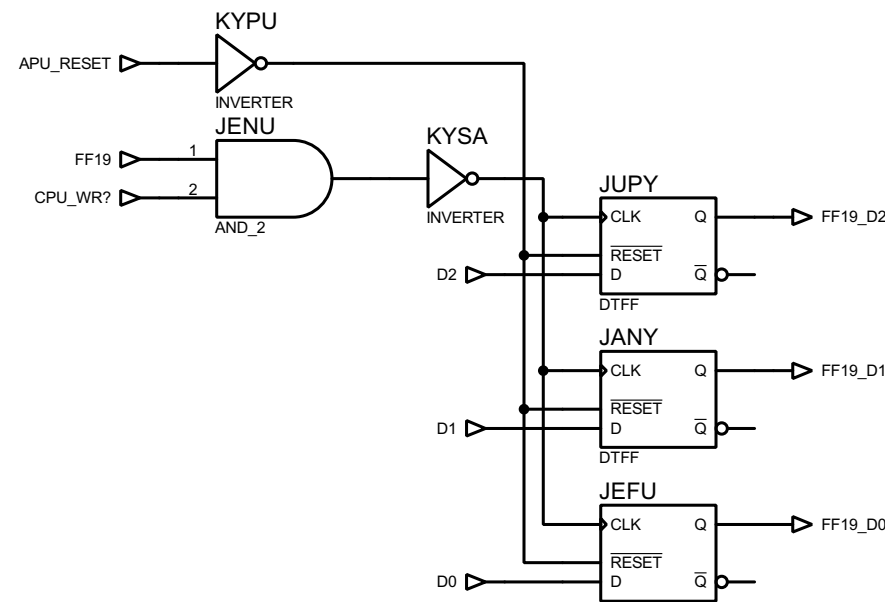 KYPU
APU_RESET
INVERTER
JENU
FF19
1
CPU_WR?
2
AND_2
KYSA
INVERTER
JUPY
CLK
Q
FF19_D2
RESET
D2
D
Q
DTFF
JANY
CLK
Q
FF19_D1
RESET
D1
D
Q
DTFF
JEFU
CLK
Q
FF19_D0
RESET
D0
D
Q